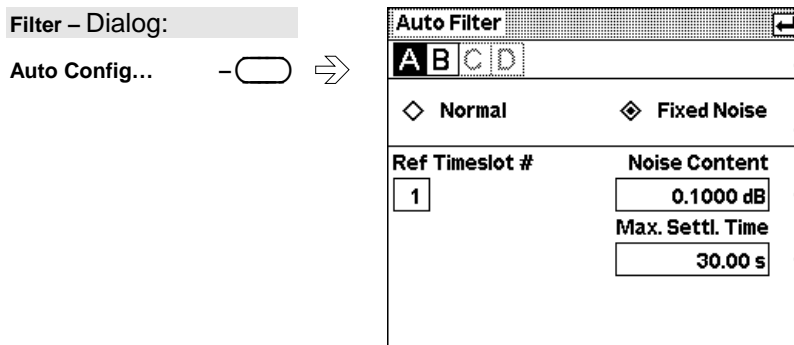 Filter – Dialog:
Auto Config… –
Auto Filter
A B C D
Normal Fixed Noise
Ref Timeslot # Noise Content
1 0.1000 dB
Max. Settl. Time
30.00 s